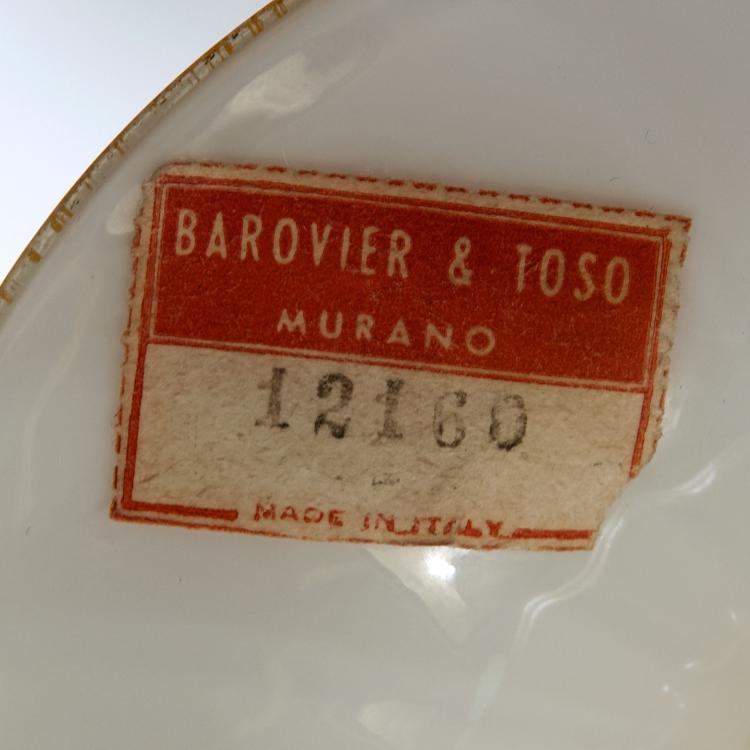 BAROVIER & TOSO
MURANO
12160
MADE IN ITALY